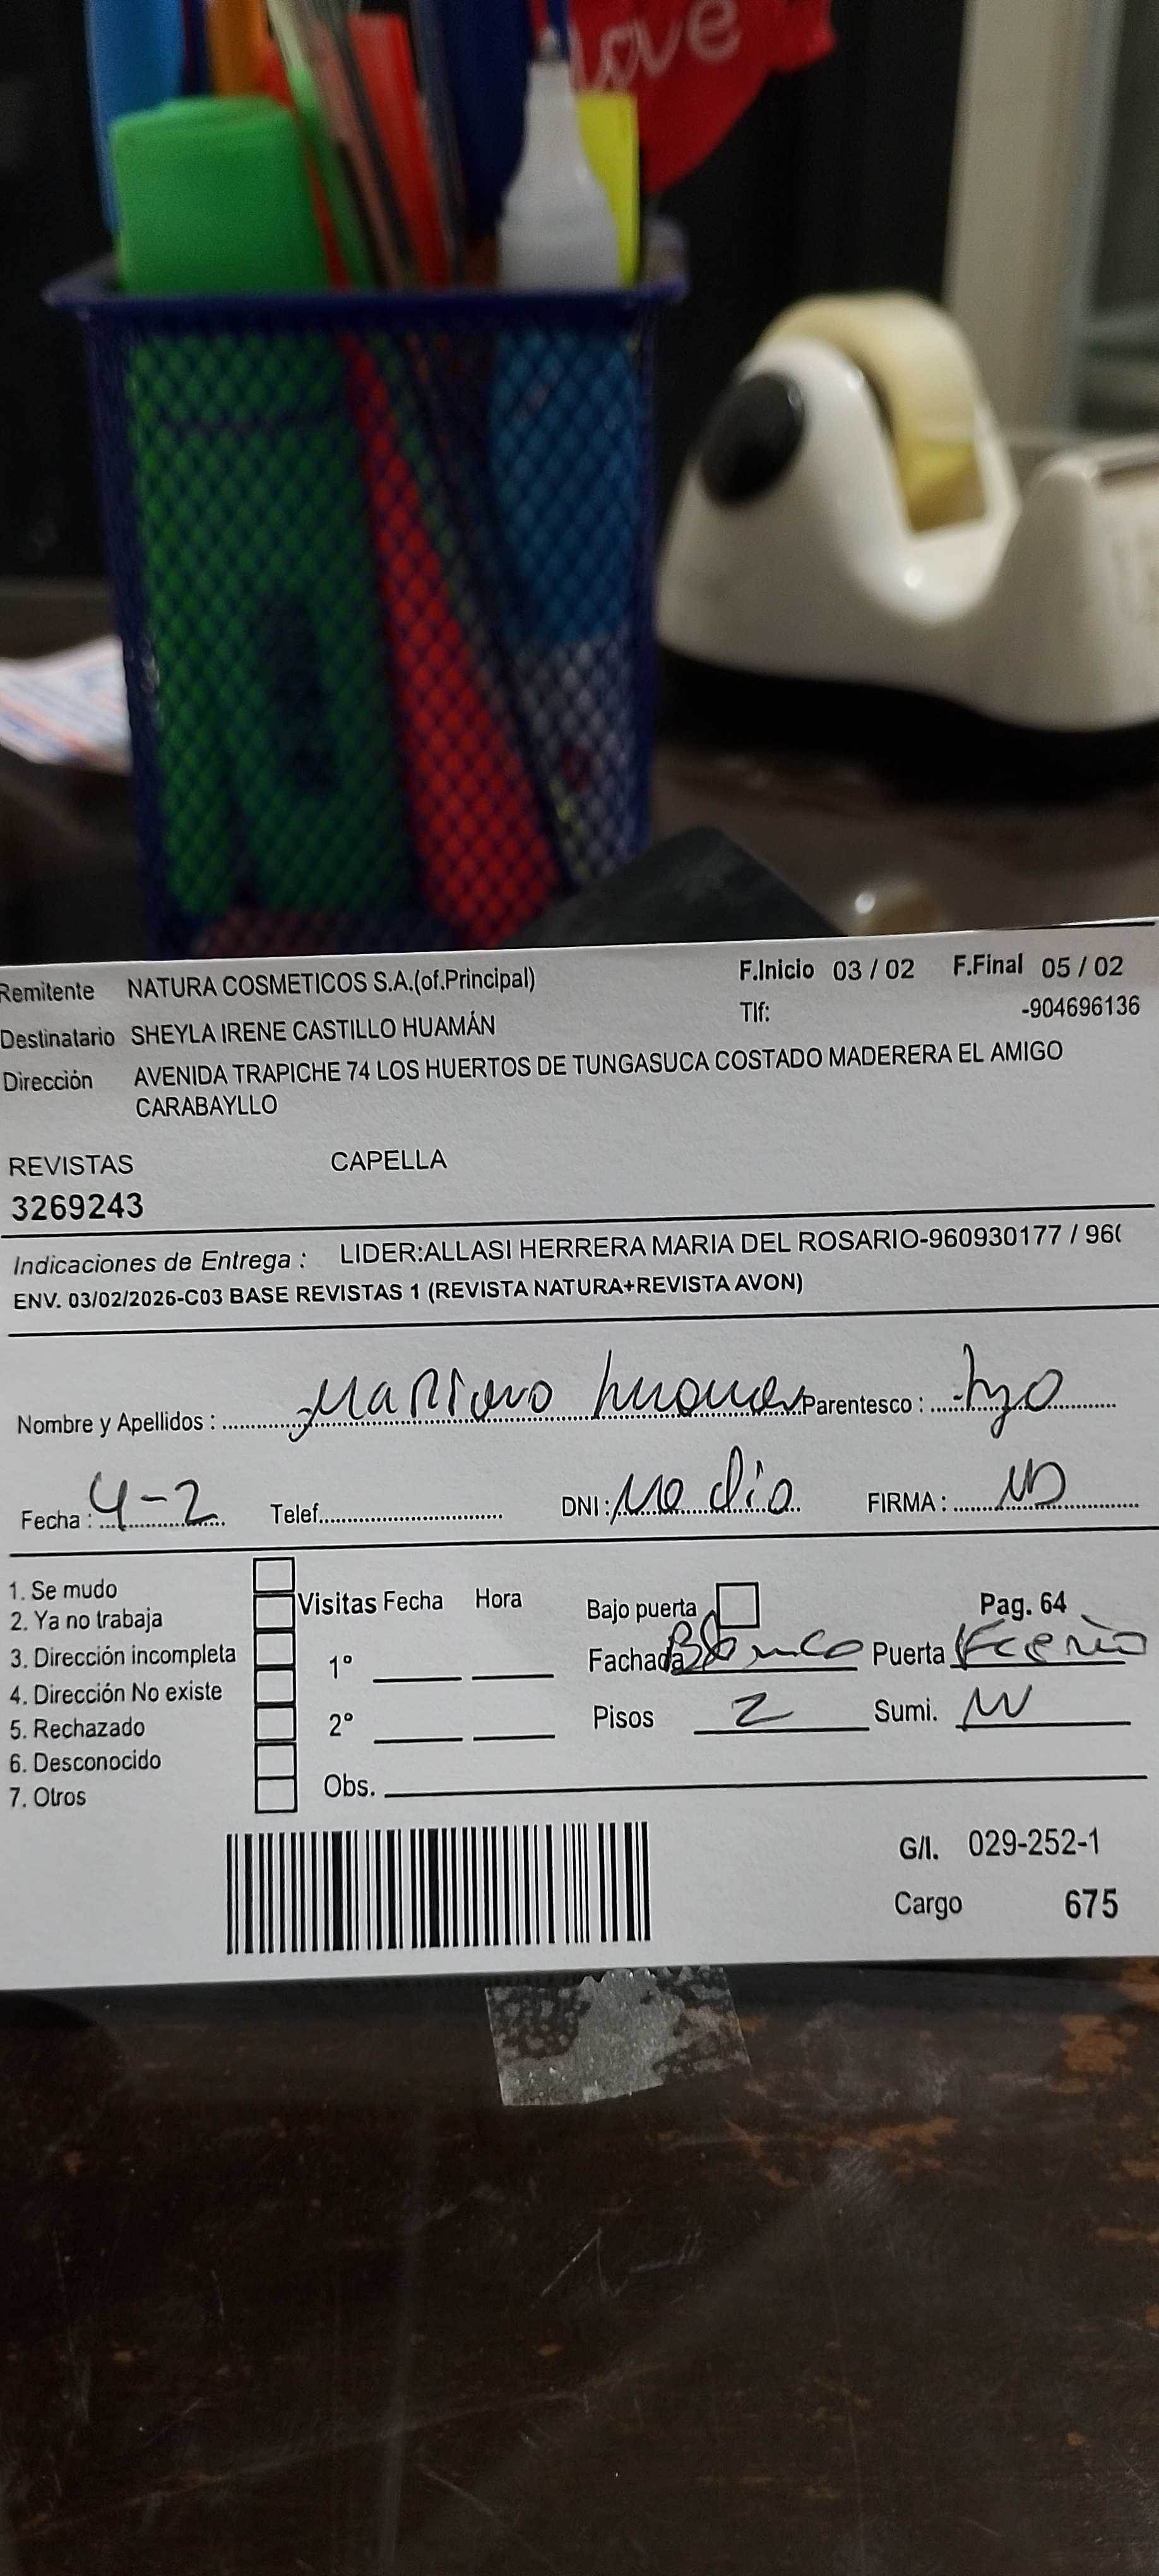 love
Remitente NATURA COSMETICOS S.A.(of.Principal) F.Inicio 03 / 02 F.Final 05 / 02
Destinatario SHEYLA IRENE CASTILLO HUAMÁN Tlf: -904696136
Dirección AVENIDA TRAPICHE 74 LOS HUERTOS DE TUNGASUCA COSTADO MADERERA EL AMIGO
CARABAYLLO
REVISTAS CAPELLA
3269243
Indicaciones de Entrega : LIDER:ALLASI HERRERA MARIA DEL ROSARIO-960930177 / 960
ENV. 03/02/2026-C03 BASE REVISTAS 1 (REVISTA NATURA+REVISTA AVON)
Nombre y Apellidos : Mariano Parentesco :
Fecha : 4-2 Telef. DNI: No dio FIRMA :
1. Se mudo
2. Ya no trabaja
3. Dirección incompleta
4. Dirección No existe
5. Rechazado
6. Desconocido
7. Otros
Visitas Fecha Hora
1°
2°
Obs.
Bajo puerta Pag. 64
Fachada Blanco Puerta
Pisos 2 Sumi.
G/I. 029-252-1
Cargo 675